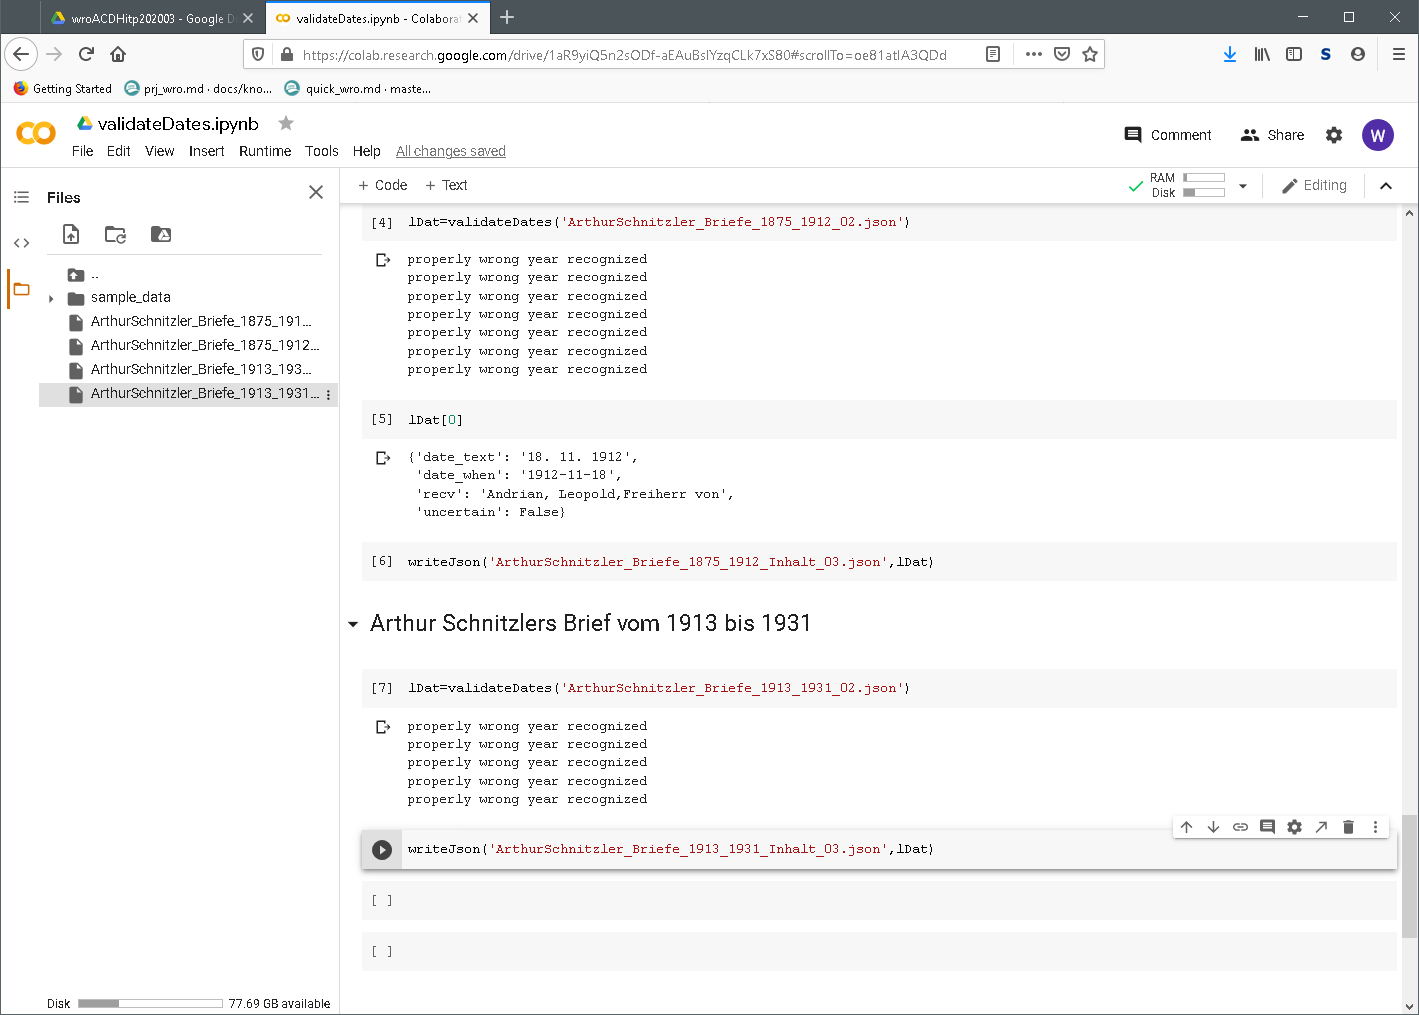 wroACDHitp202003 - Google D
validateDates.ipynb - Colaborat
https://colab.research.google.com/drive/1aR9yiQ5n2sODf-aEAuBsIYzqCLk7xS80#scrollTo=oe81atIA3QDd
S
Getting Started
prj_wro.md · docs/kno...
quick_wro.md · maste...
validateDates.ipynb
Comment
Share
W
File Edit View Insert Runtime Tools Help All changes saved
Files
+ Code + Text
RAM
Disk
Editing
..
sample_data
ArthurSchnitzler_Briefe_1875_191...
ArthurSchnitzler_Briefe_1875_1912...
ArthurSchnitzler_Briefe_1913_193...
ArthurSchnitzler_Briefe_1913_1931...
Disk 77.69 GB available
[4] lDat=validateDates('ArthurSchnitzler_Briefe_1875_1912_02.json')
properly wrong year recognized
properly wrong year recognized
properly wrong year recognized
properly wrong year recognized
properly wrong year recognized
properly wrong year recognized
properly wrong year recognized
[5] lDat[0]
{'date_text': '18. 11. 1912',
'date_when': '1912-11-18',
'recv': 'Andrian, Leopold,Freiherr von',
'uncertain': False}
[6] writeJson('ArthurSchnitzler_Briefe_1875_1912_Inhalt_03.json',lDat)
Arthur Schnitzlers Brief vom 1913 bis 1931
[7] lDat=validateDates('ArthurSchnitzler_Briefe_1913_1931_02.json')
properly wrong year recognized
properly wrong year recognized
properly wrong year recognized
properly wrong year recognized
properly wrong year recognized
writeJson('ArthurSchnitzler_Briefe_1913_1931_Inhalt_03.json',lDat)
[ ]
[ ]